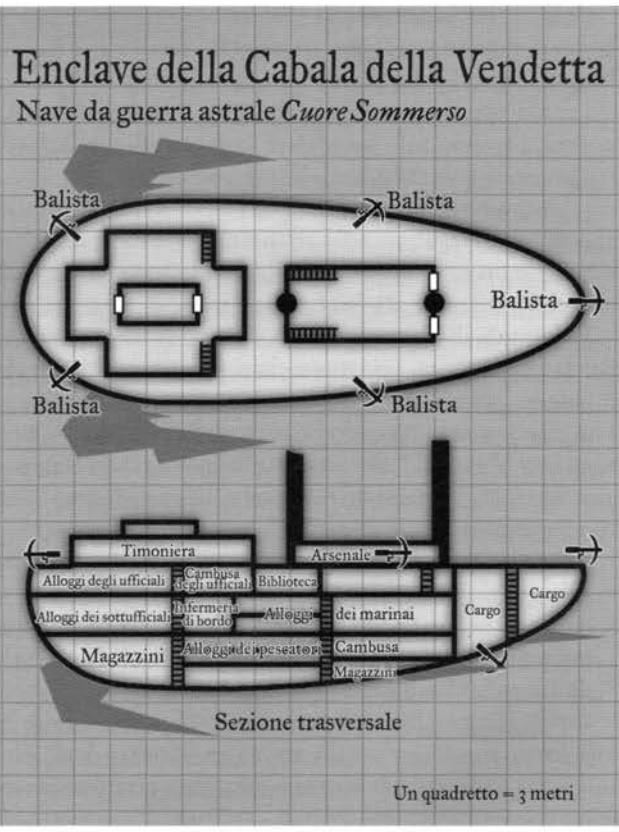 Enclave della Cabala della Vendetta
Nave da guerra astrale Cuore Sommerso
Balista
Balista
Balista
Balista
Balista
Timoniera
Arsenale
Alloggi degli ufficiali
Cambusa
degli ufficiali
Biblioteca
Cargo
Cargo
Alloggi dei sottufficiali
Infermeria
di bordo
Alloggi
dei marinai
Magazzini
Alloggi dei pescatori
Cambusa
Magazzini
Sezione trasversale
Un quadretto = 3 metri